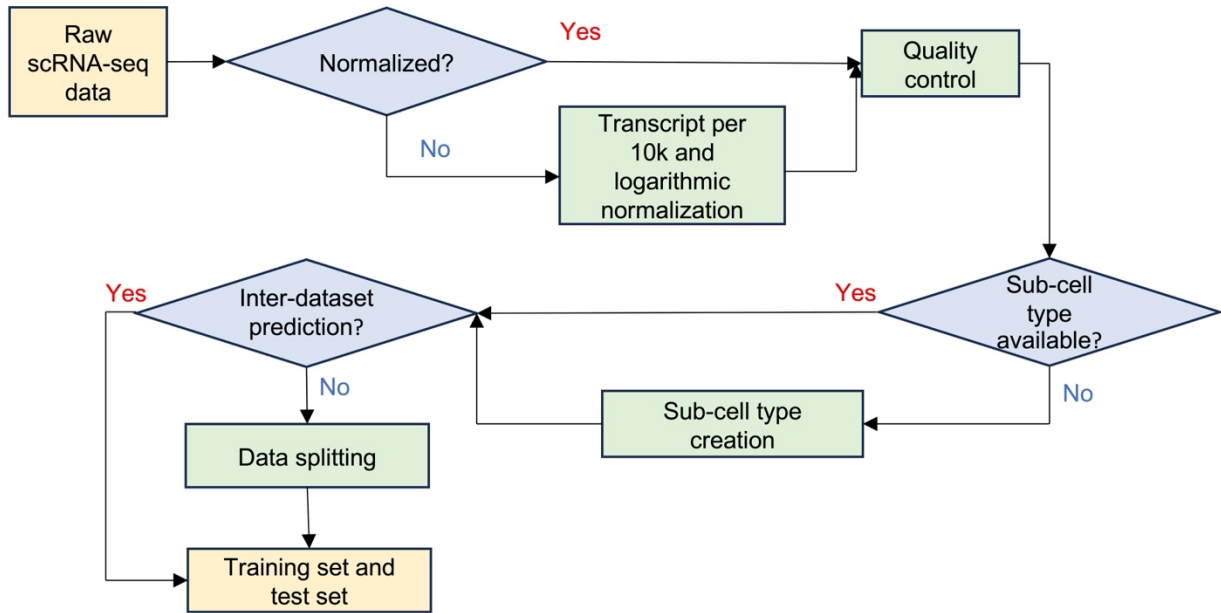 Raw
scRNA-seq
data
Normalized?
Yes
Quality
control
No
Transcript per
10k and
logarithmic
normalization
Yes
Inter-dataset
prediction?
Yes
Sub-cell
type
available?
No
No
Sub-cell type
creation
Data splitting
Training set and
test set